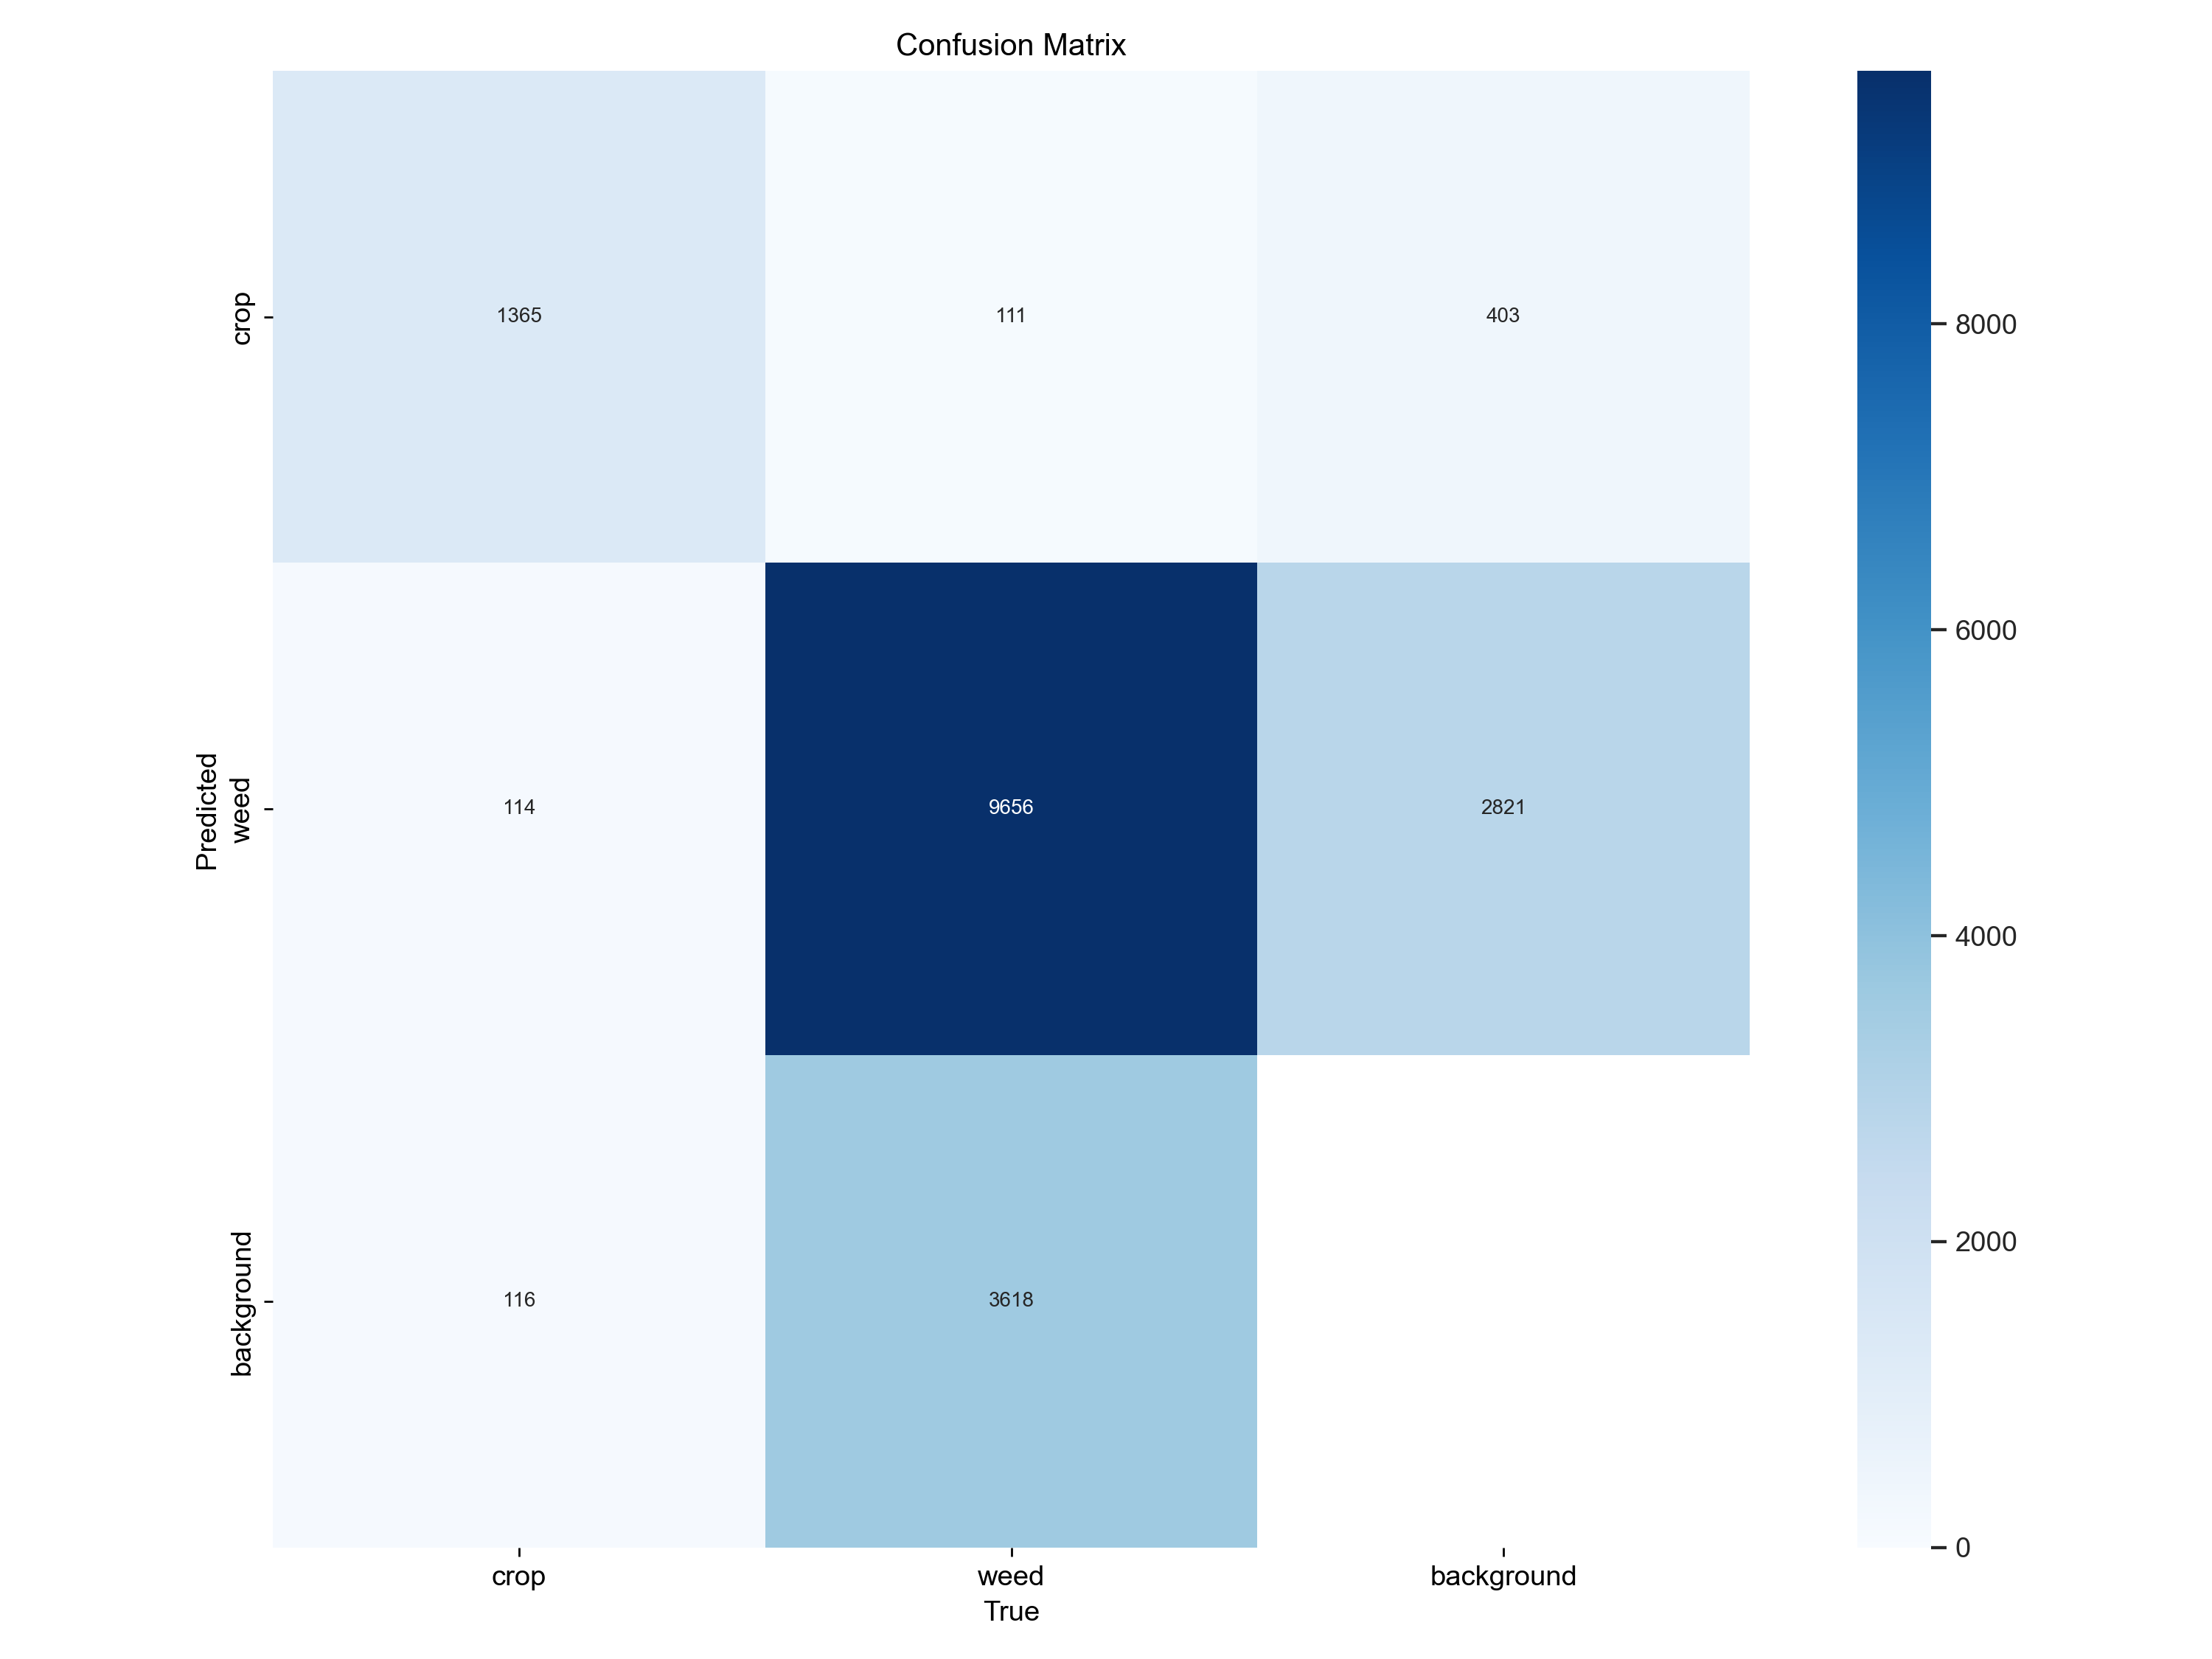 Confusion Matrix
crop
1365
111
403
8000
6000
Predicted
weed
114
9656
2821
4000
2000
background
116
3618
0
crop
weed
background
True